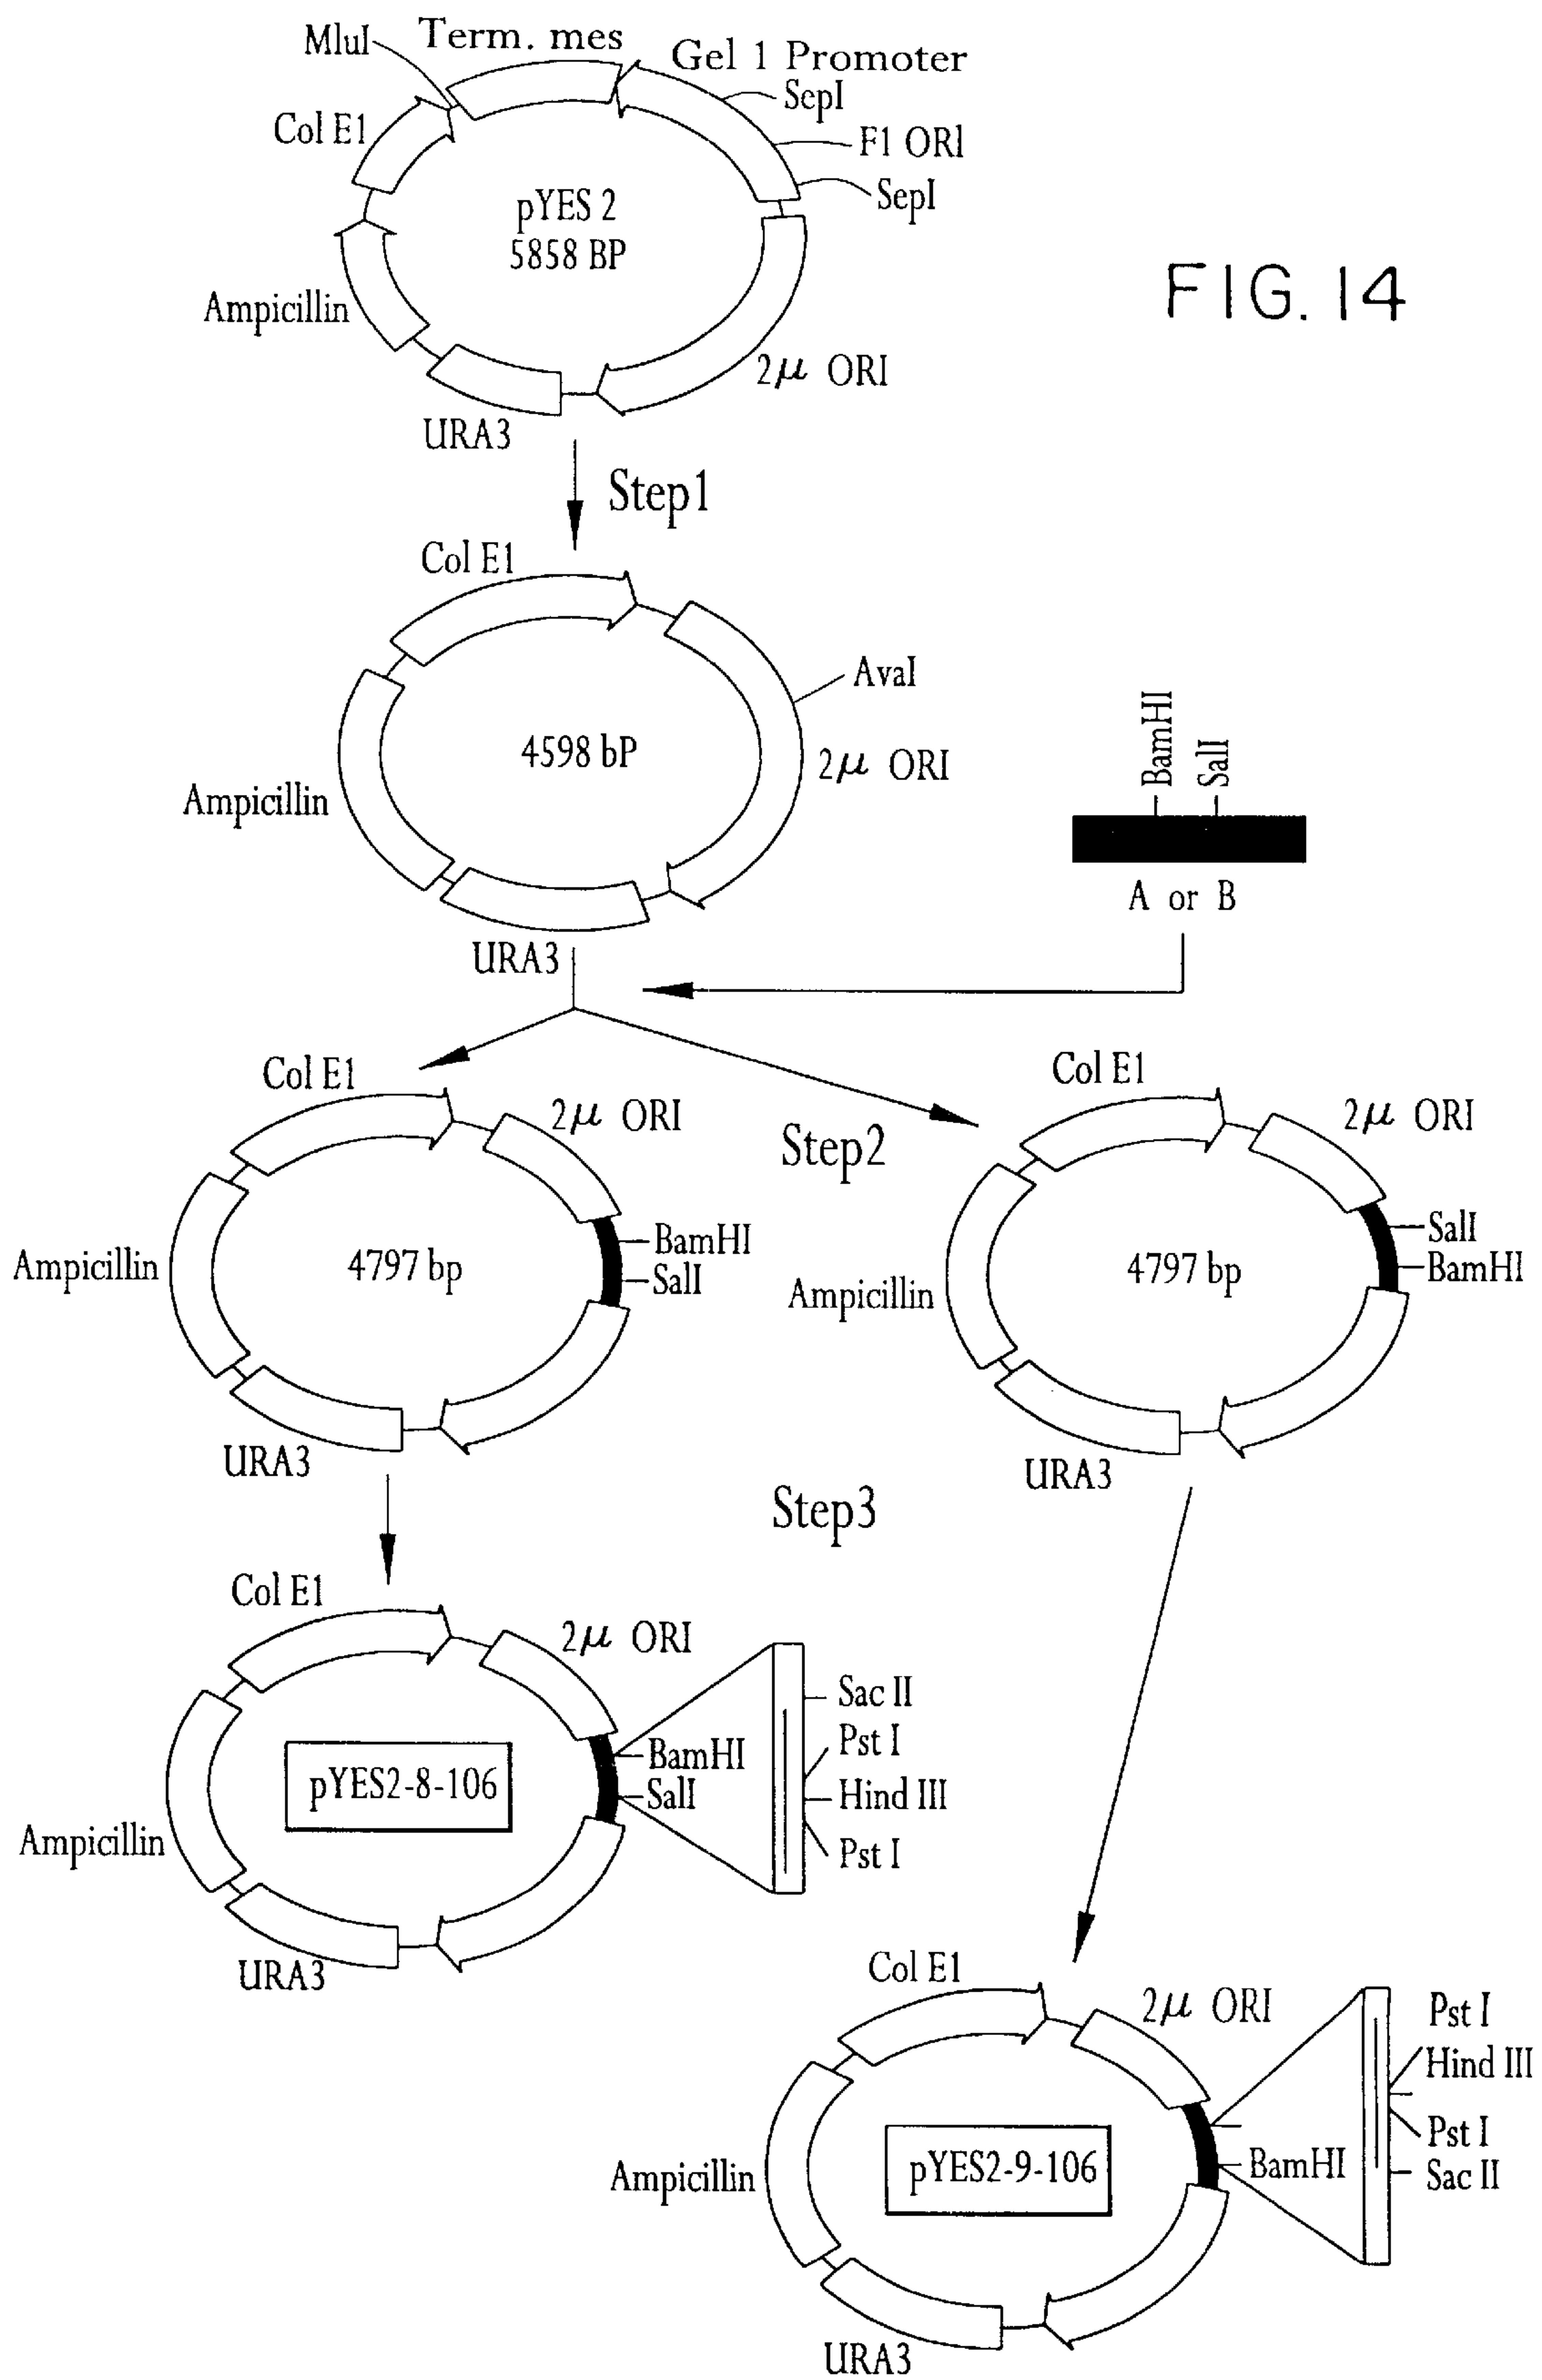 MluI
Term. mes
Gel 1 Promoter
SepI
Col E1
F1 ORI
SepI
pYES 2
5858 BP
FIG. 14
Ampicillin
2μ ORI
URA3
Step1
Col E1
AvaI
4598 bP
2μ ORI
BamHI
SalI
Ampicillin
A or B
URA3
Col E1
2μ ORI
Step2
Col E1
2μ ORI
BamHI
SalI
4797 bp
Ampicillin
SalI
BamHI
4797 bp
Ampicillin
URA3
URA3
Step3
Col E1
2μ ORI
Sac II
Pst I
BamHI
SalI
Hind III
pYES2-8-106
Ampicillin
Pst I
URA3
Col E1
2μ ORI
Pst I
Hind III
Pst I
BamHI
Sac II
pYES2-9-106
Ampicillin
URA3